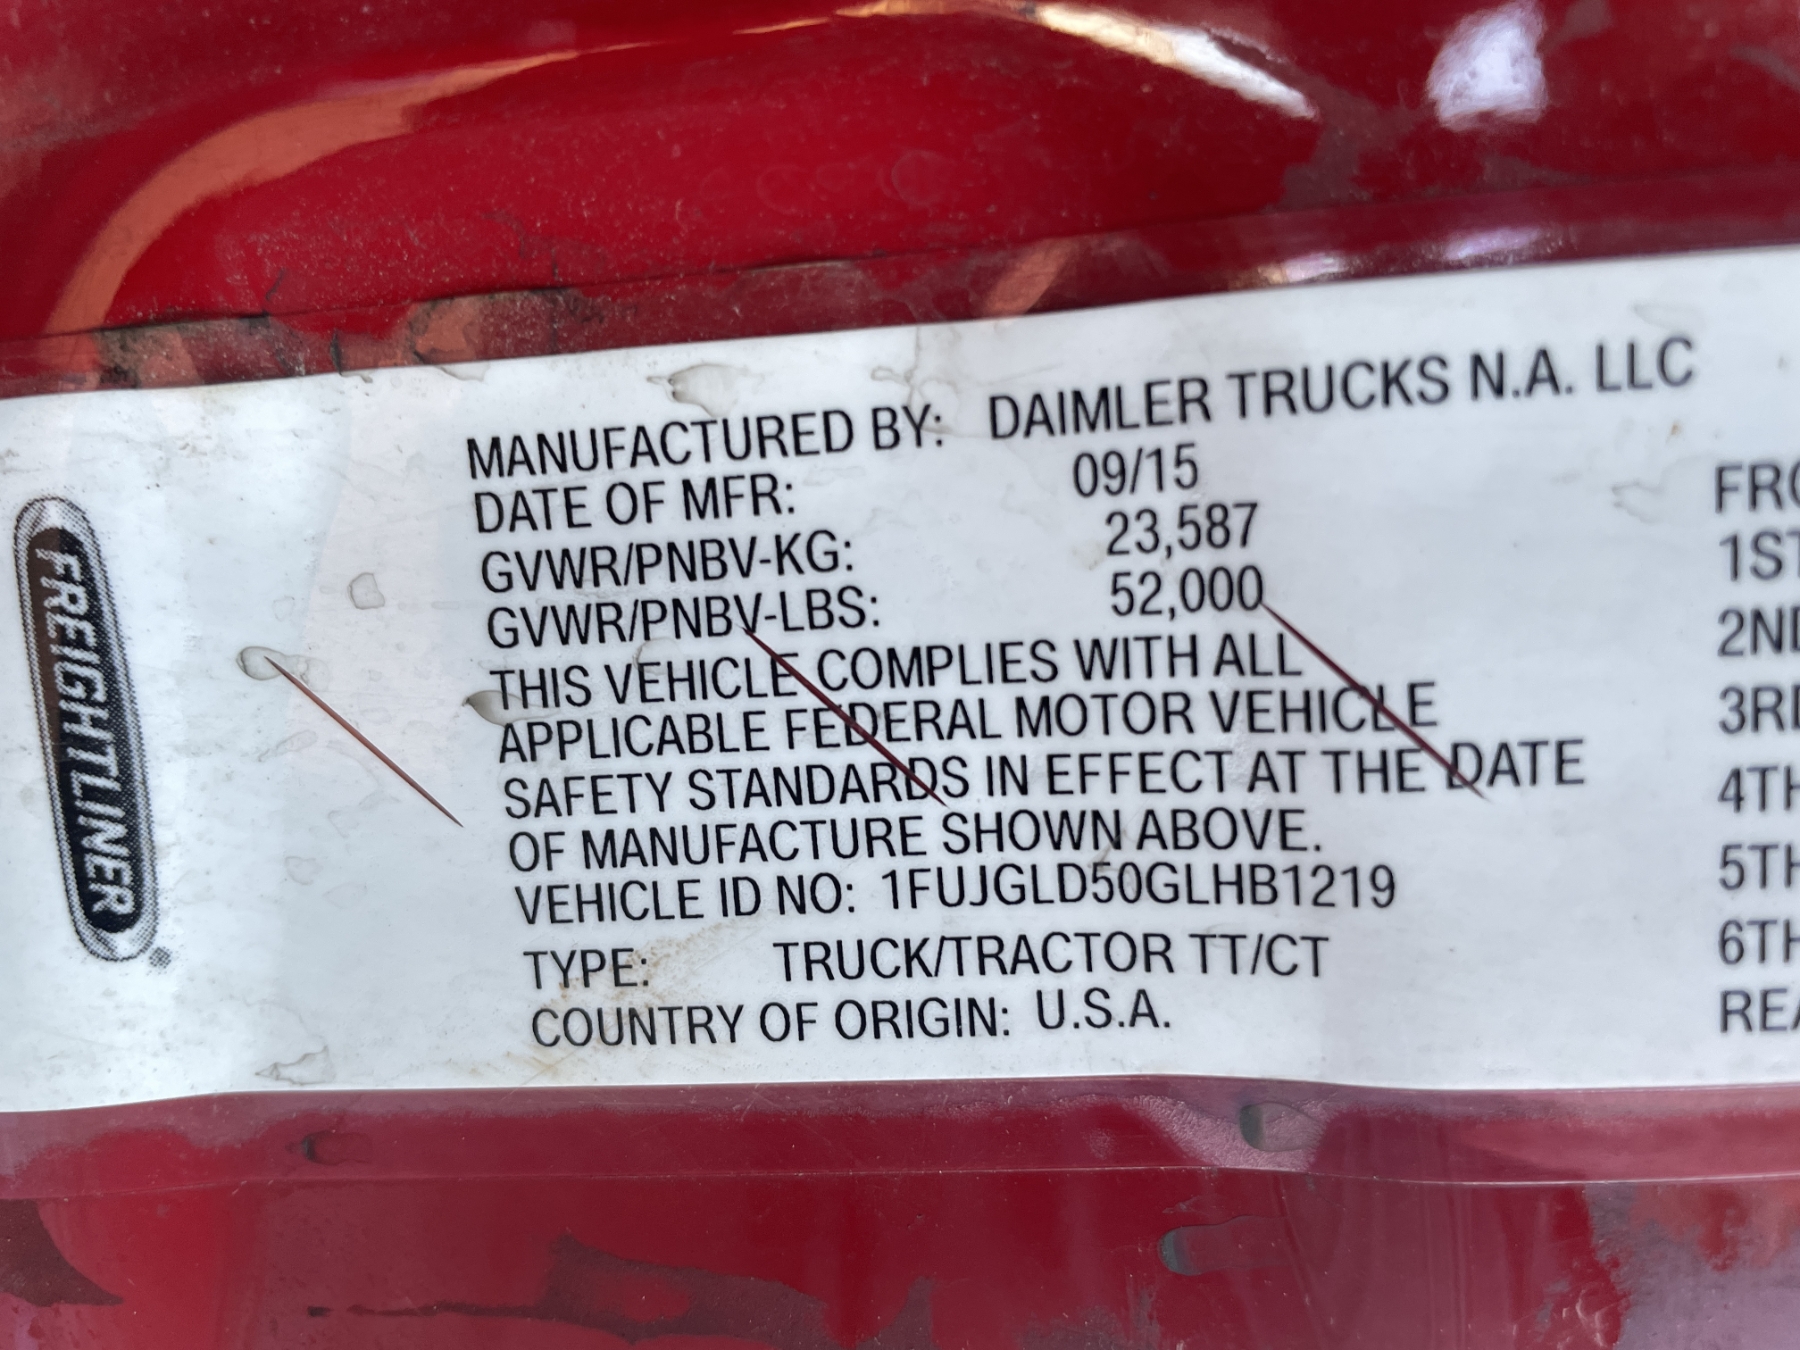 FREIGHTLINER®
MANUFACTURED BY: DAIMLER TRUCKS N.A. LLC
DATE OF MFR: 09/15
GVWR/PNBV-KG: 23,587
GVWR/PNBV-LBS: 52,000
THIS VEHICLE COMPLIES WITH ALL
APPLICABLE FEDERAL MOTOR VEHICLE
SAFETY STANDARDS IN EFFECT AT THE DATE
OF MANUFACTURE SHOWN ABOVE.
VEHICLE ID NO: 1FUJGLD50GLHB1219
TYPE: TRUCK/TRACTOR TT/CT
COUNTRY OF ORIGIN: U.S.A.
1ST
2ND
3RD
4TH
5TH
6TH